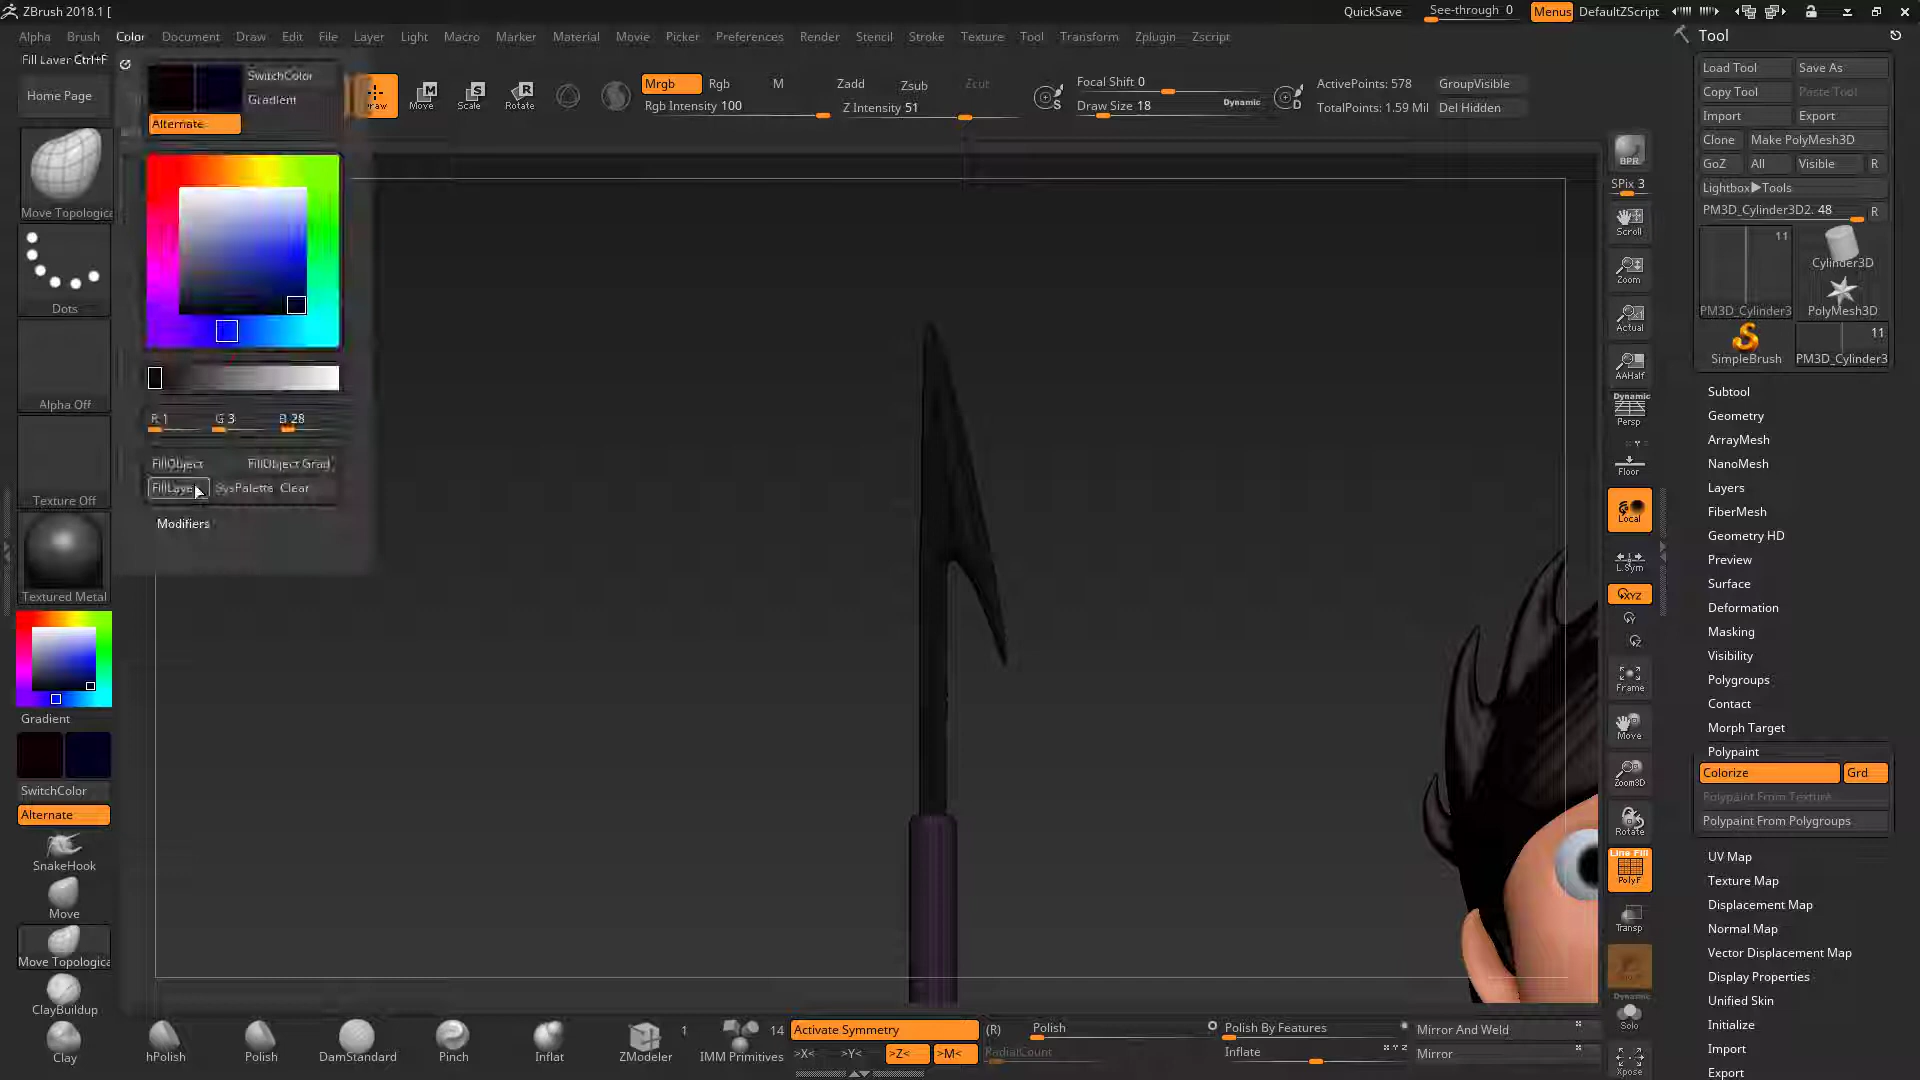 ZBrush 2018.1 [
QuickSave
See-through 0
Menus
DefaultZScript
Alpha Brush Color Document Draw Edit File Layer Light Macro Marker Material Movie Picker Preferences Render Stencil Stroke Texture Tool Transform Zplugin Zscript
Fill Layer Ctrl+F
Home Page
SwitchColor
Gradient
Alternate
Draw
Move
Scale
Rotate
Mrgb Rgb M
Rgb Intensity 100
Zadd Zsub Zcut
Z Intensity 51
Focal Shift 0
Draw Size 18
Dynamic
S
D
ActivePoints: 578
TotalPoints: 1.59 Mil
GroupVisible
Del Hidden
Move Topologica
Dots
Alpha Off
Texture Off
Textured Metal
Gradient
SwitchColor
Alternate
SnakeHook
Move
Move Topologica
ClayBuildup
Clay
R 1 G 3 B 28
FillObject FillObject Grad
FillLayer SysPalette Clear
Modifiers
BPR
SPix 3
Scroll
Zoom
Actual
AAHalf
Dynamic
Persp
Floor
Local
L.Sym
XYZ
Frame
Move
Zoom3D
Rotate
Line Fill
PolyF
Transp
Dynamic
Solo
Xpose
Tool
Load Tool Save As
Copy Tool Paste Tool
Import Export
Clone Make PolyMesh3D
GoZ All Visible R
Lightbox▶Tools
PM3D_Cylinder3D2. 48 R
11
PM3D_Cylinder3
Cylinder3D
PolyMesh3D
SimpleBrush
11
PM3D_Cylinder3
Subtool
Geometry
ArrayMesh
NanoMesh
Layers
FiberMesh
Geometry HD
Preview
Surface
Deformation
Masking
Visibility
Polygroups
Contact
Morph Target
Polypaint
Colorize Grd
Polypaint From Texture
Polypaint From Polygroups
UV Map
Texture Map
Displacement Map
Normal Map
Vector Displacement Map
Display Properties
Unified Skin
Initialize
Import
Export
hPolish
Polish
DamStandard
Pinch
Inflat
1
ZModeler
14
IMM Primitives
Activate Symmetry
>X< >Y< >Z< >M<
(R)
RadialCount
Polish
Polish By Features
Inflate
X Y Z
Mirror And Weld
Mirror